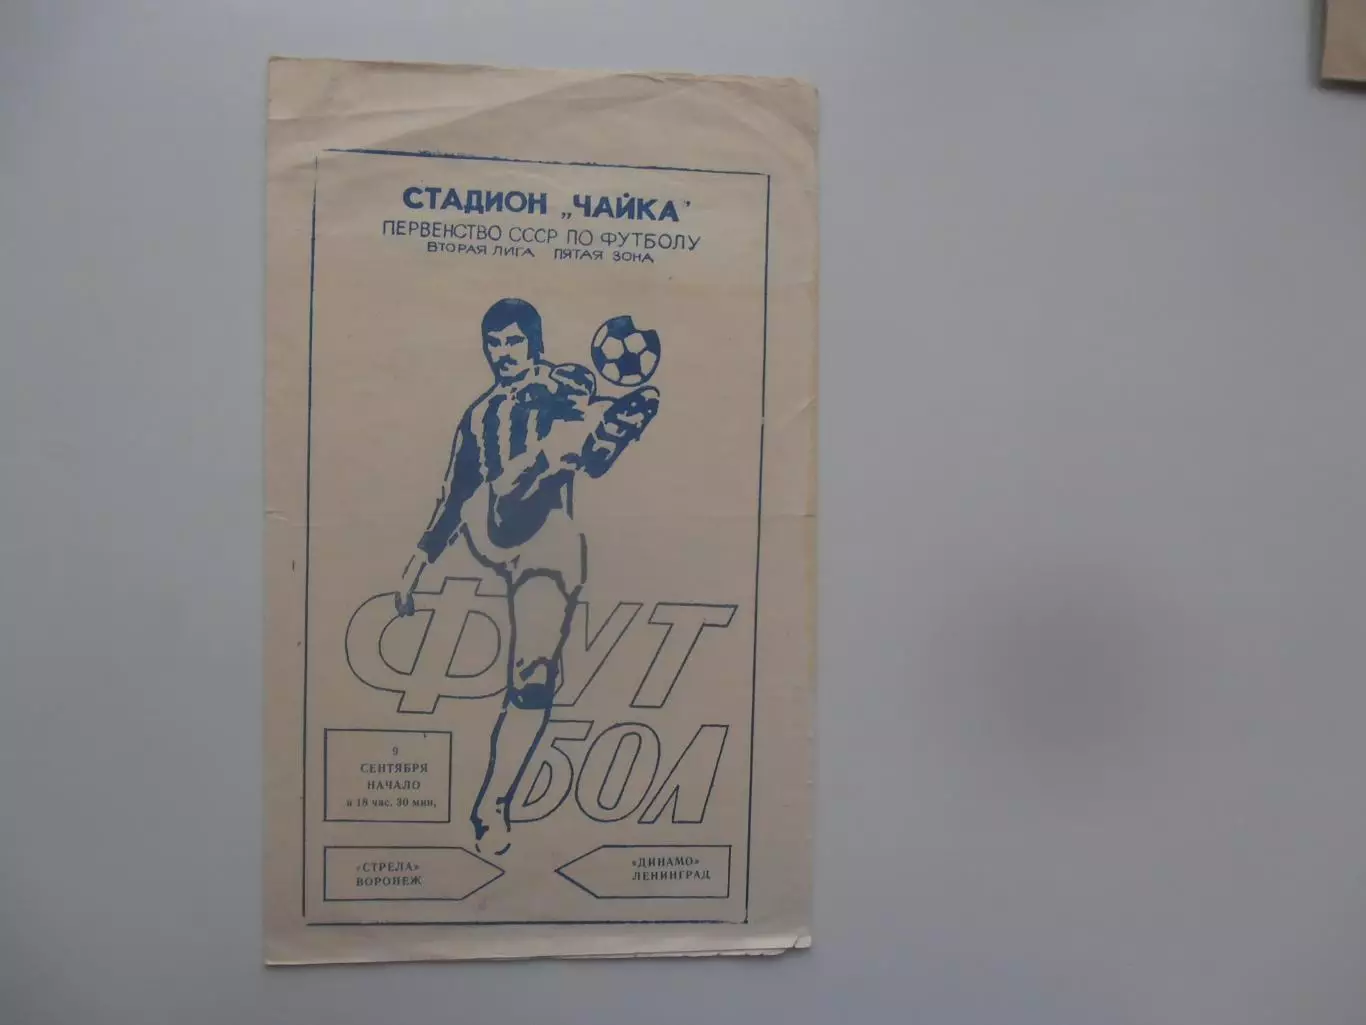 СТАДИОН „ЧАЙКА"
ПЕРВЕНСТВО СССР ПО ФУТБОЛУ
ВТОРАЯ ЛИГА ПЯТАЯ ЗОНА
ФУТ
БОЛ
9
СЕНТЯБРЯ
НАЧАЛО
в 18 час. 30 мин,
«СТРЕЛА»
ВОРОНЕЖ
«ДИНАМО»
ЛЕНИНГРАД